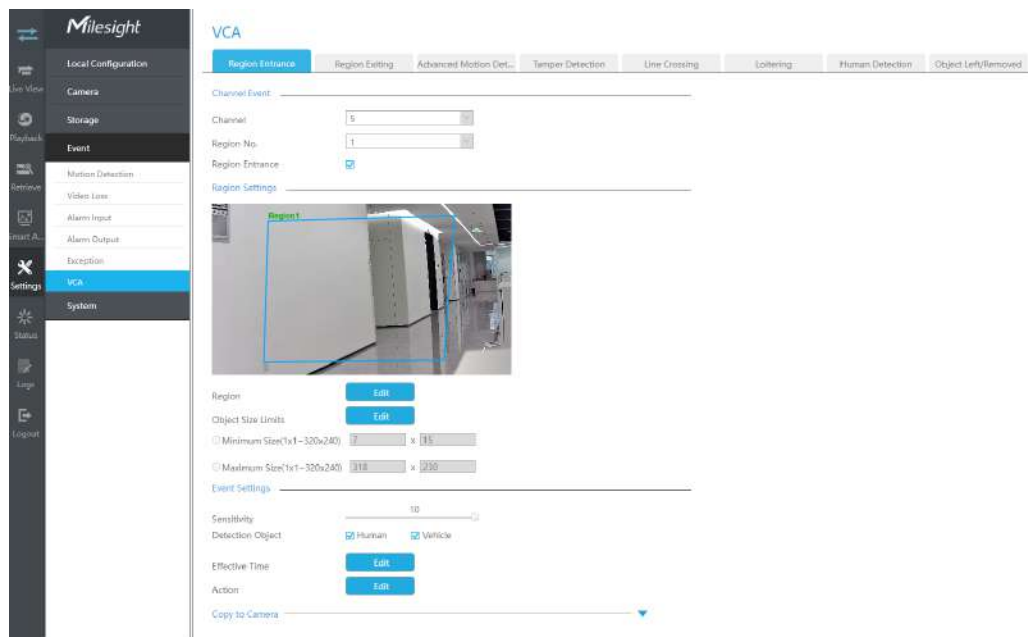 Milesight
Live View
Playback
Retrieve
Smart A...
Settings
Status
Logs
Logout
Local Configuration
Camera
Storage
Event
Motion Detection
Video Loss
Alarm Input
Alarm Output
Exception
VCA
System
VCA
Region Entrance Region Exiting Advanced Motion Det... Tamper Detection Line Crossing Loitering Human Detection Object Left/Removed
Channel Event
Channel 5
Region No. 1
Region Entrance
Region Settings
Region1
Region Edit
Object Size Limits Edit
Minimum Size(1x1~320x240) 7 x 15
Maximum Size(1x1~320x240) 318 x 230
Event Settings
Sensitivity 10
Detection Object Human Vehicle
Effective Time Edit
Action Edit
Copy to Camera